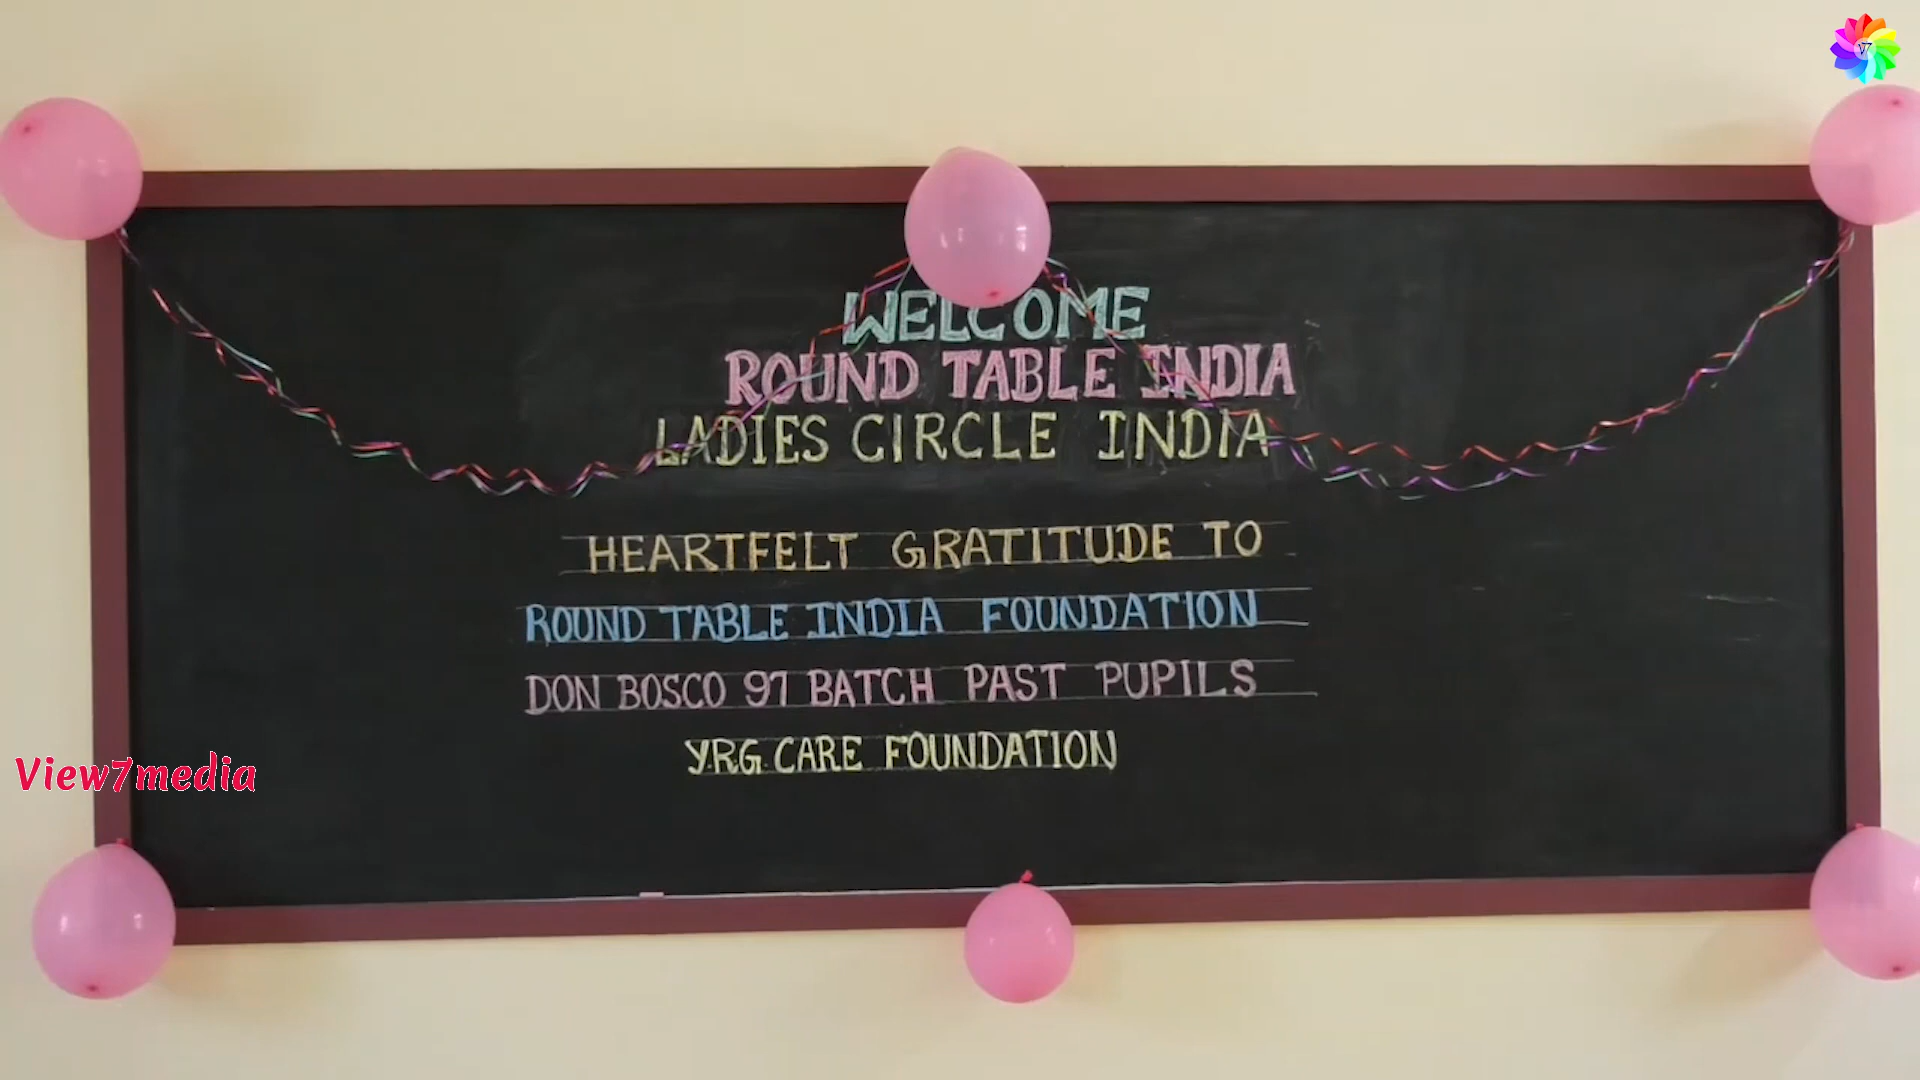 V7
WELCOME
ROUND TABLE INDIA
LADIES CIRCLE INDIA
HEARTFELT GRATITUDE TO
ROUND TABLE INDIA FOUNDATION
DON BOSCO 97 BATCH PAST PUPILS
YRG CARE FOUNDATION
View7media